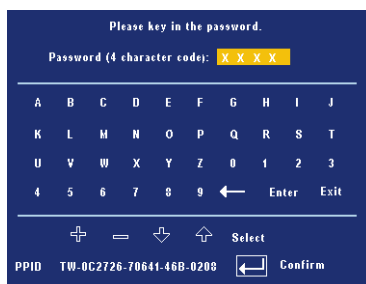 Please key in the password.
Password (4 character code): X X X X
A B C D E F G H I J
K L M N O P Q R S T
U V W X Y Z 0 1 2 3
4 5 6 7 8 9 ← Enter Exit
Select
PPID TW-0C2726-70641-46B-0208 Confirm